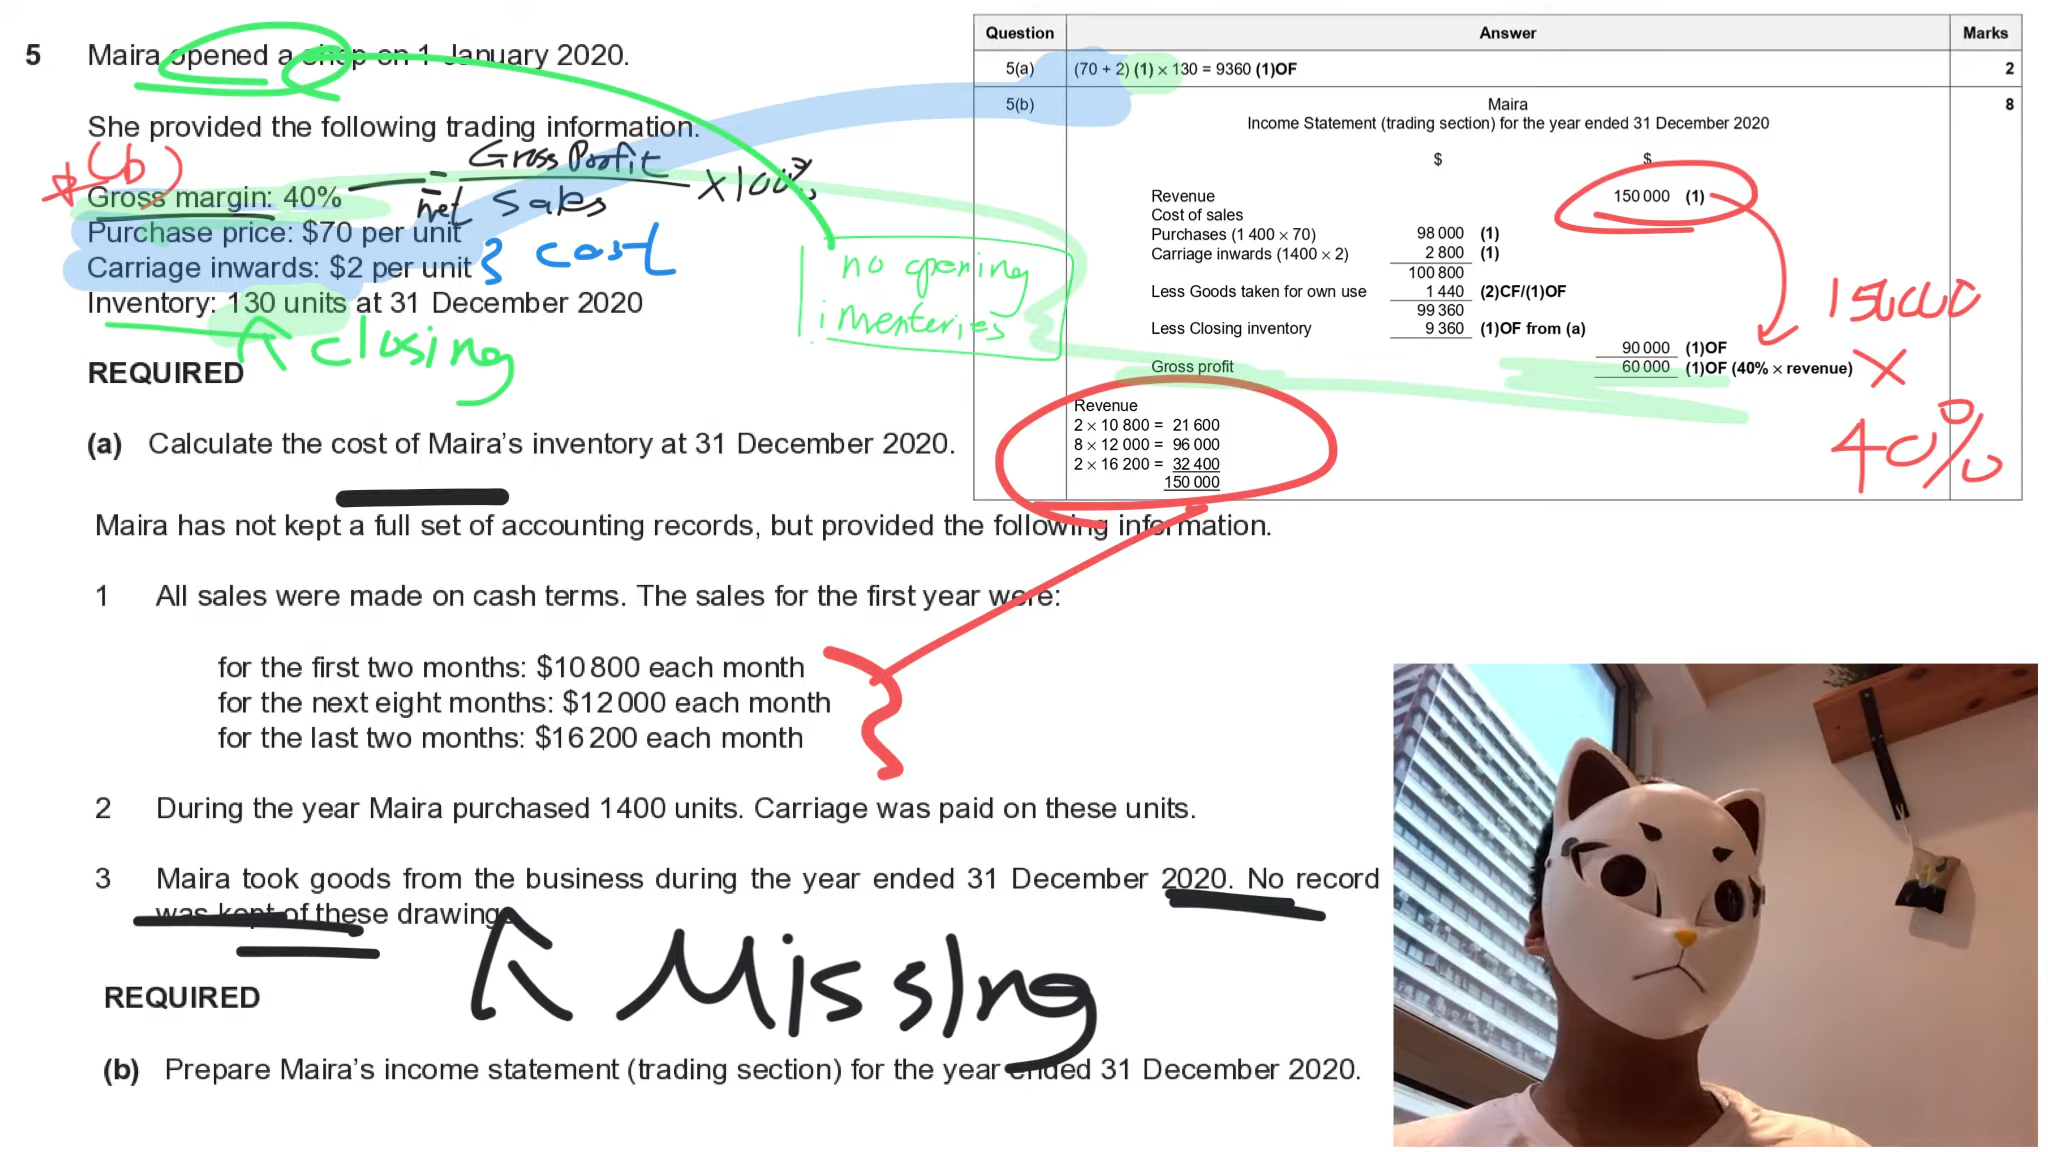 5 Maira opened a shop on 1 January 2020.
She provided the following trading information.
(b)
Gross margin: 40% = Gross Profit / net Sales × 100%
Purchase price: $70 per unit
Carriage inwards: $2 per unit } cost
Inventory: 130 units at 31 December 2020
closing
no opening
inventories
REQUIRED
(a) Calculate the cost of Maira's inventory at 31 December 2020.
Question Answer Marks
5(a) (70 + 2) (1) × 130 = 9360 (1)OF 2
5(b) Maira 8
Income Statement (trading section) for the year ended 31 December 2020
$ $
Revenue 150 000 (1)
Cost of sales
Purchases (1 400 × 70) 98 000 (1)
Carriage inwards (1400 × 2) 2 800 (1)
100 800
Less Goods taken for own use 1 440 (2)CF/(1)OF
99 360
Less Closing inventory 9 360 (1)OF from (a)
90 000 (1)OF
Gross profit 60 000 (1)OF (40% × revenue)
150000
×
40%
Revenue
2 × 10 800 = 21 600
8 × 12 000 = 96 000
2 × 16 200 = 32 400
150 000
Maira has not kept a full set of accounting records, but provided the following information.
1 All sales were made on cash terms. The sales for the first year were:
for the first two months: $10 800 each month
for the next eight months: $12 000 each month
for the last two months: $16 200 each month
2 During the year Maira purchased 1400 units. Carriage was paid on these units.
3 Maira took goods from the business during the year ended 31 December 2020. No record
was kept of these drawings
Missing
REQUIRED
(b) Prepare Maira's income statement (trading section) for the year ended 31 December 2020.